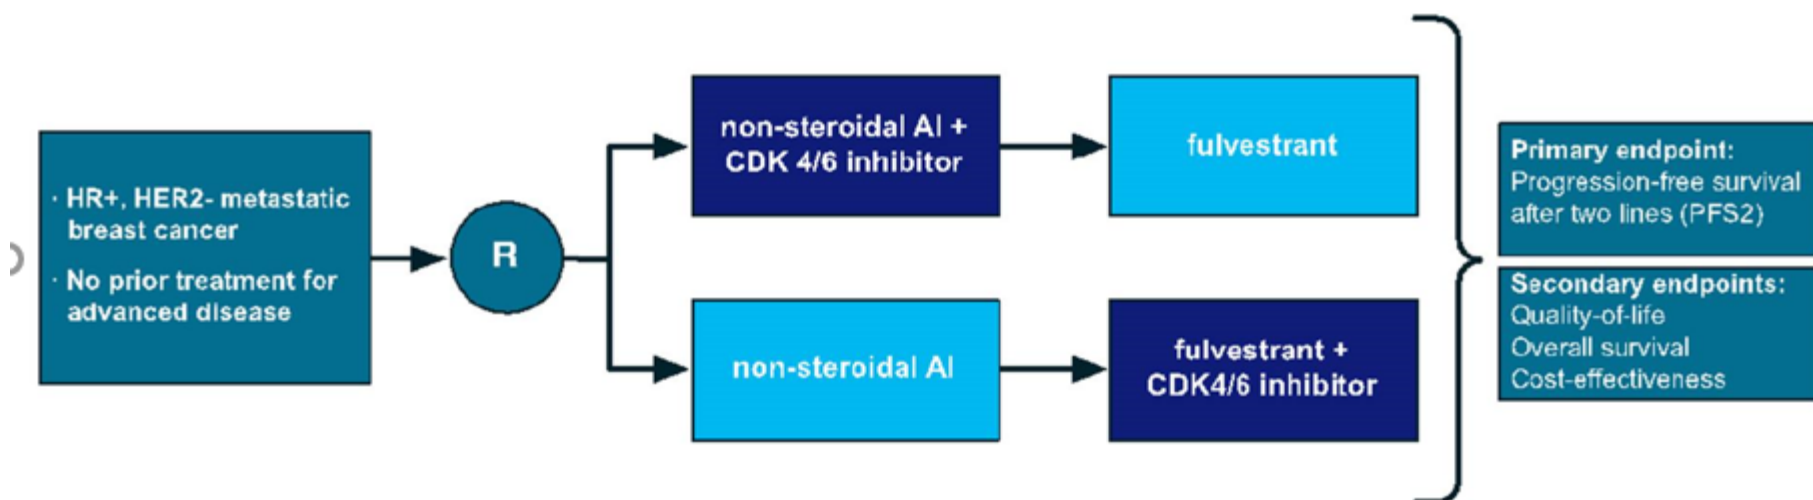 · HR+, HER2- metastatic
breast cancer
· No prior treatment for
advanced disease
R
non-steroidal AI +
CDK 4/6 inhibitor
fulvestrant
non-steroidal AI
fulvestrant +
CDK4/6 inhibitor
Primary endpoint:
Progression-free survival
after two lines (PFS2)
Secondary endpoints:
Quality-of-life
Overall survival
Cost-effectiveness